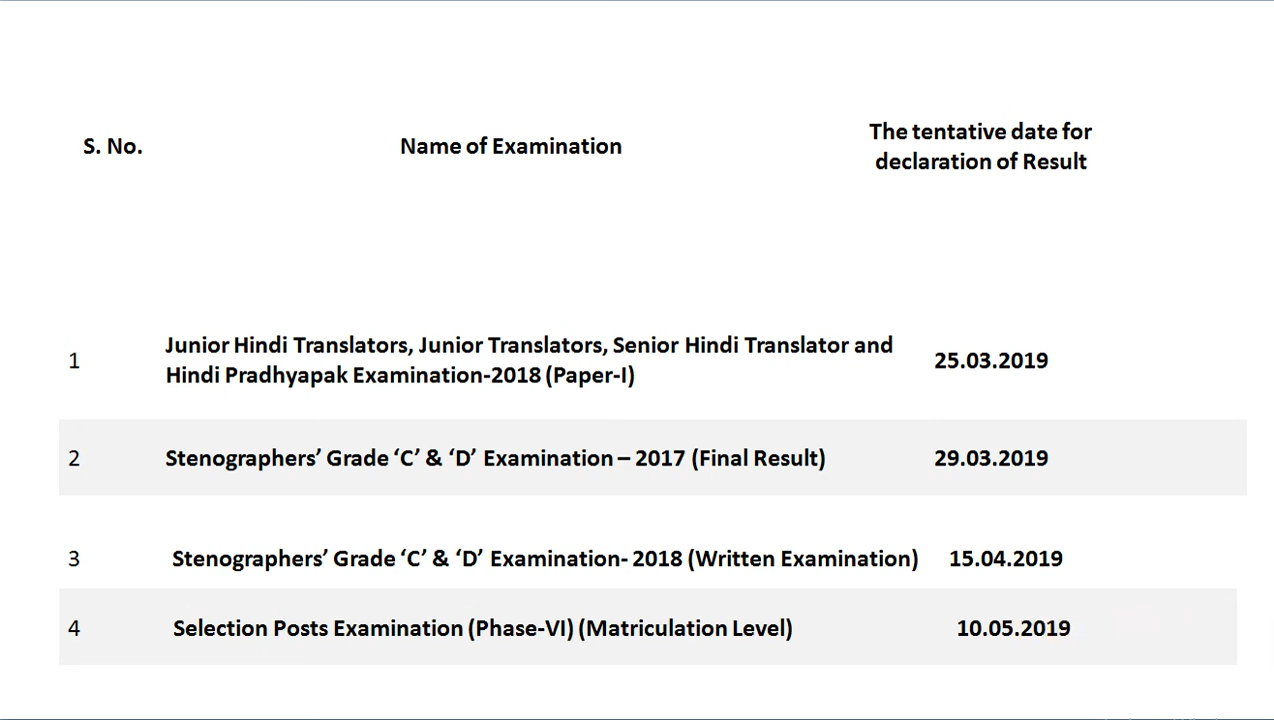 S. No. Name of Examination The tentative date for
declaration of Result
1 Junior Hindi Translators, Junior Translators, Senior Hindi Translator and
Hindi Pradhyapak Examination-2018 (Paper-I) 25.03.2019
2 Stenographers’ Grade ‘C’ & ‘D’ Examination – 2017 (Final Result) 29.03.2019
3 Stenographers’ Grade ‘C’ & ‘D’ Examination- 2018 (Written Examination) 15.04.2019
4 Selection Posts Examination (Phase-VI) (Matriculation Level) 10.05.2019